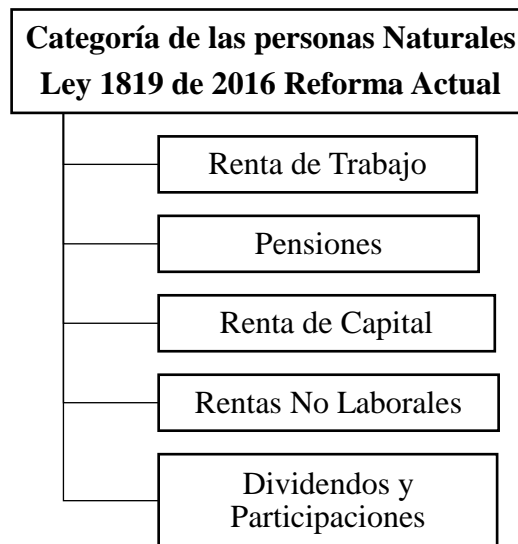 Categoría de las personas Naturales
Ley 1819 de 2016 Reforma Actual
Renta de Trabajo
Pensiones
Renta de Capital
Rentas No Laborales
Dividendos y
Participaciones